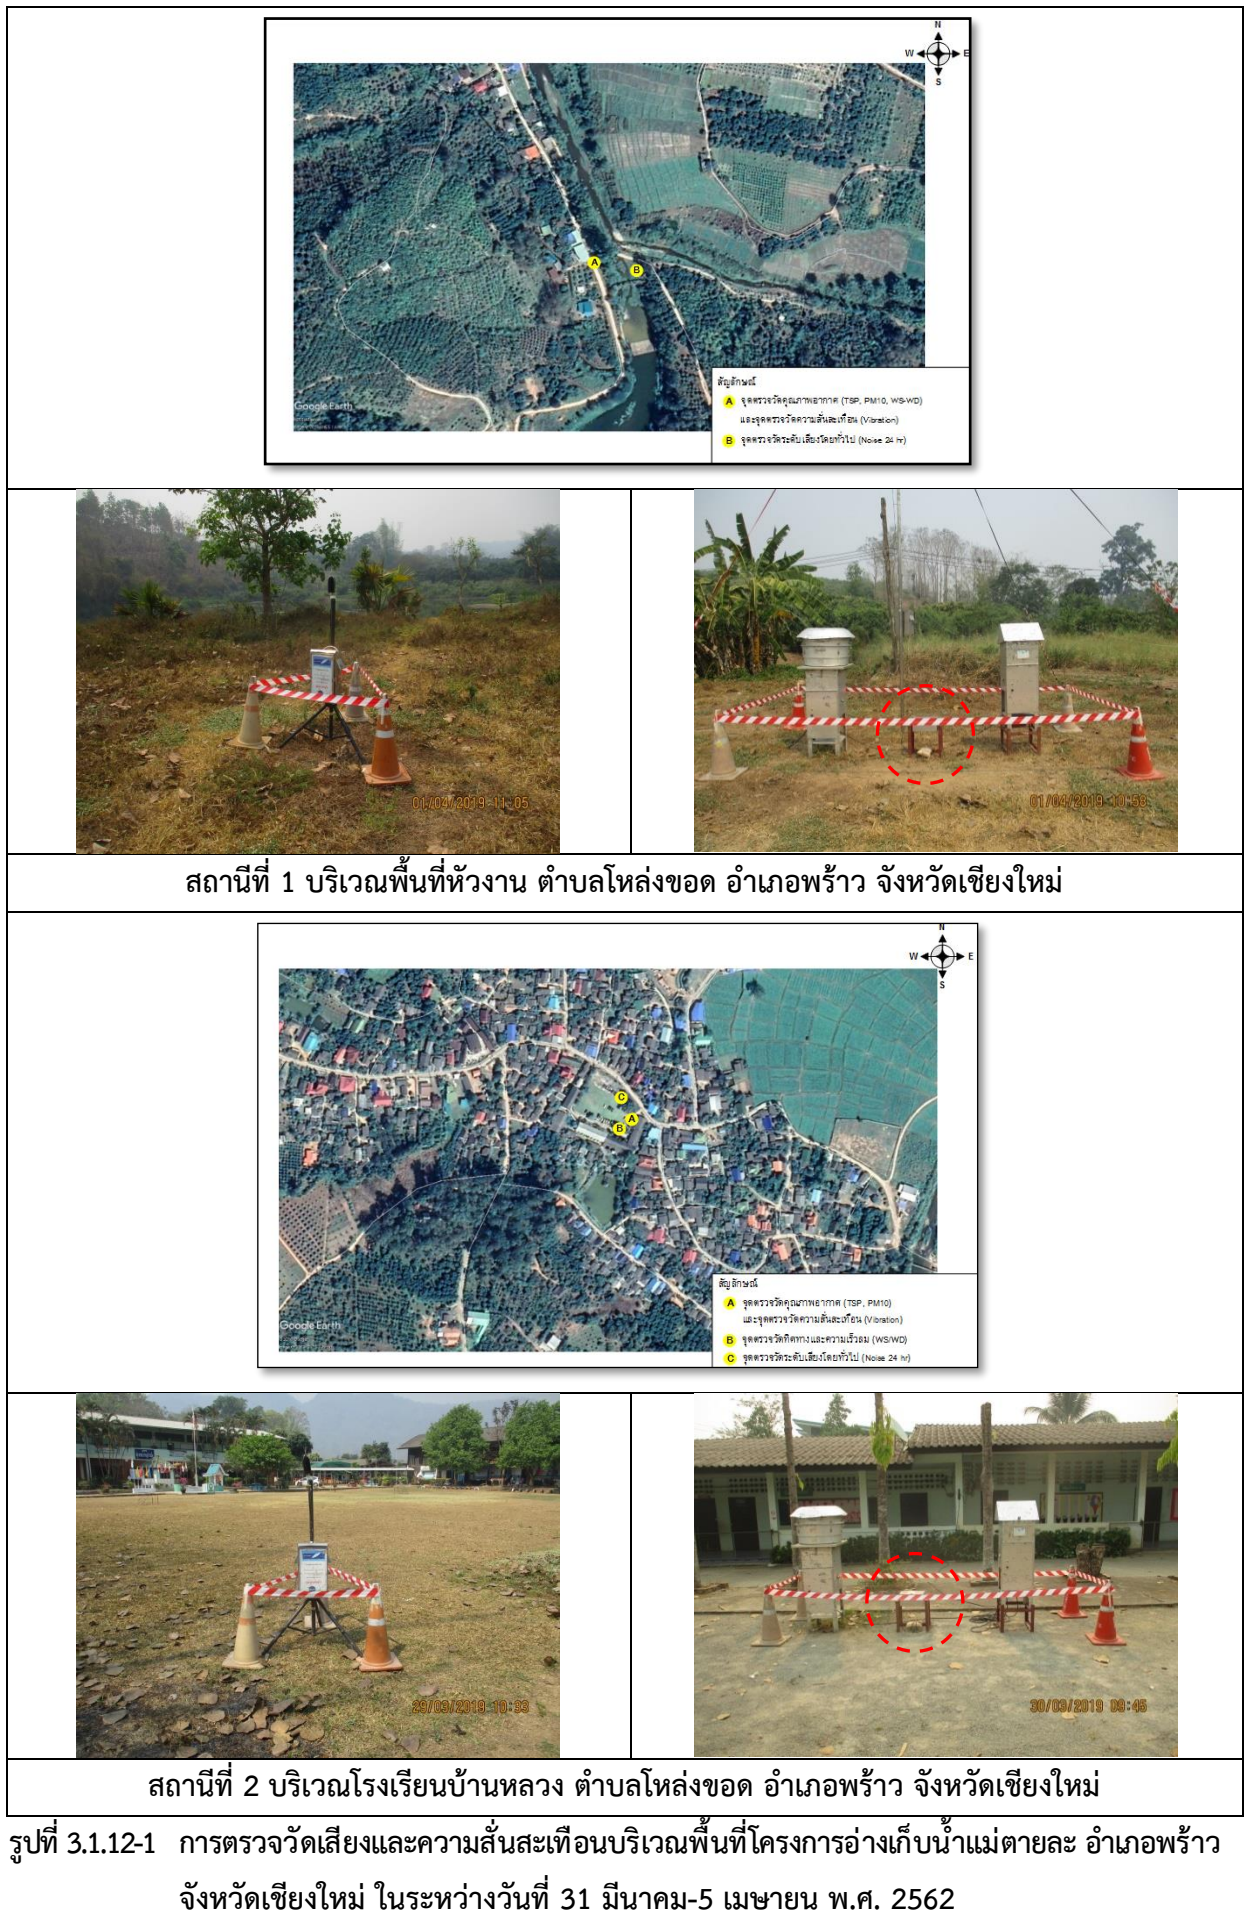 N
W E
S
Google Earth
สัญลักษณ์
A จุดตรวจวัดคุณภาพอากาศ (TSP, PM10, WS-WD)
และจุดตรวจวัดความสั่นสะเทือน (Vibration)
B จุดตรวจวัดระดับเสียงโดยทั่วไป (Noise 24 hr)
A
B
01/04/2019 11:05
01/04/2019 10:58
สถานีที่ 1 บริเวณพื้นที่หัวงาน ตำบลโหล่งขอด อำเภอพร้าว จังหวัดเชียงใหม่
N
W E
S
C
A
B
Google Earth
สัญลักษณ์
A จุดตรวจวัดคุณภาพอากาศ (TSP, PM10)
และจุดตรวจวัดความสั่นสะเทือน (Vibration)
B จุดตรวจวัดทิศทางและความเร็วลม (WS/WD)
C จุดตรวจวัดระดับเสียงโดยทั่วไป (Noise 24 hr)
29/03/2019 10:33
30/03/2019 09:45
สถานีที่ 2 บริเวณโรงเรียนบ้านหลวง ตำบลโหล่งขอด อำเภอพร้าว จังหวัดเชียงใหม่
รูปที่ 3.1.12-1 การตรวจวัดเสียงและความสั่นสะเทือนบริเวณพื้นที่โครงการอ่างเก็บน้ำแม่ตายละ อำเภอพร้าว
จังหวัดเชียงใหม่ ในระหว่างวันที่ 31 มีนาคม-5 เมษายน พ.ศ. 2562